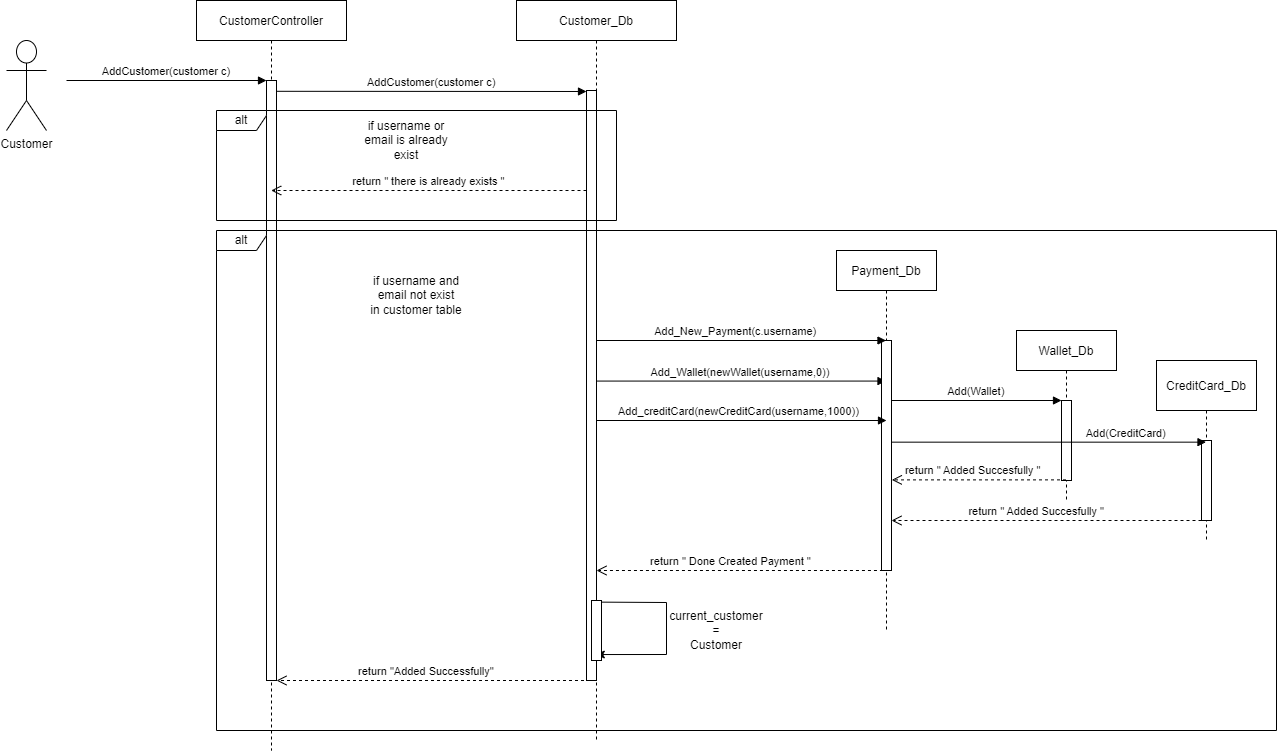 CustomerController
Customer_Db
AddCustomer(customer c)
AddCustomer(customer c)
Customer
alt
if username or
email is already
exist
return " there is already exists "
alt
if username and
email not exist
in customer table
Payment_Db
Add_New_Payment(c.username)
Wallet_Db
Add_Wallet(newWallet(username,0))
CreditCard_Db
Add(Wallet)
Add_creditCard(newCreditCard(username,1000))
Add(CreditCard)
return " Added Succesfully "
return " Added Succesfully "
return " Done Created Payment "
current_customer
=
Customer
return "Added Successfully"